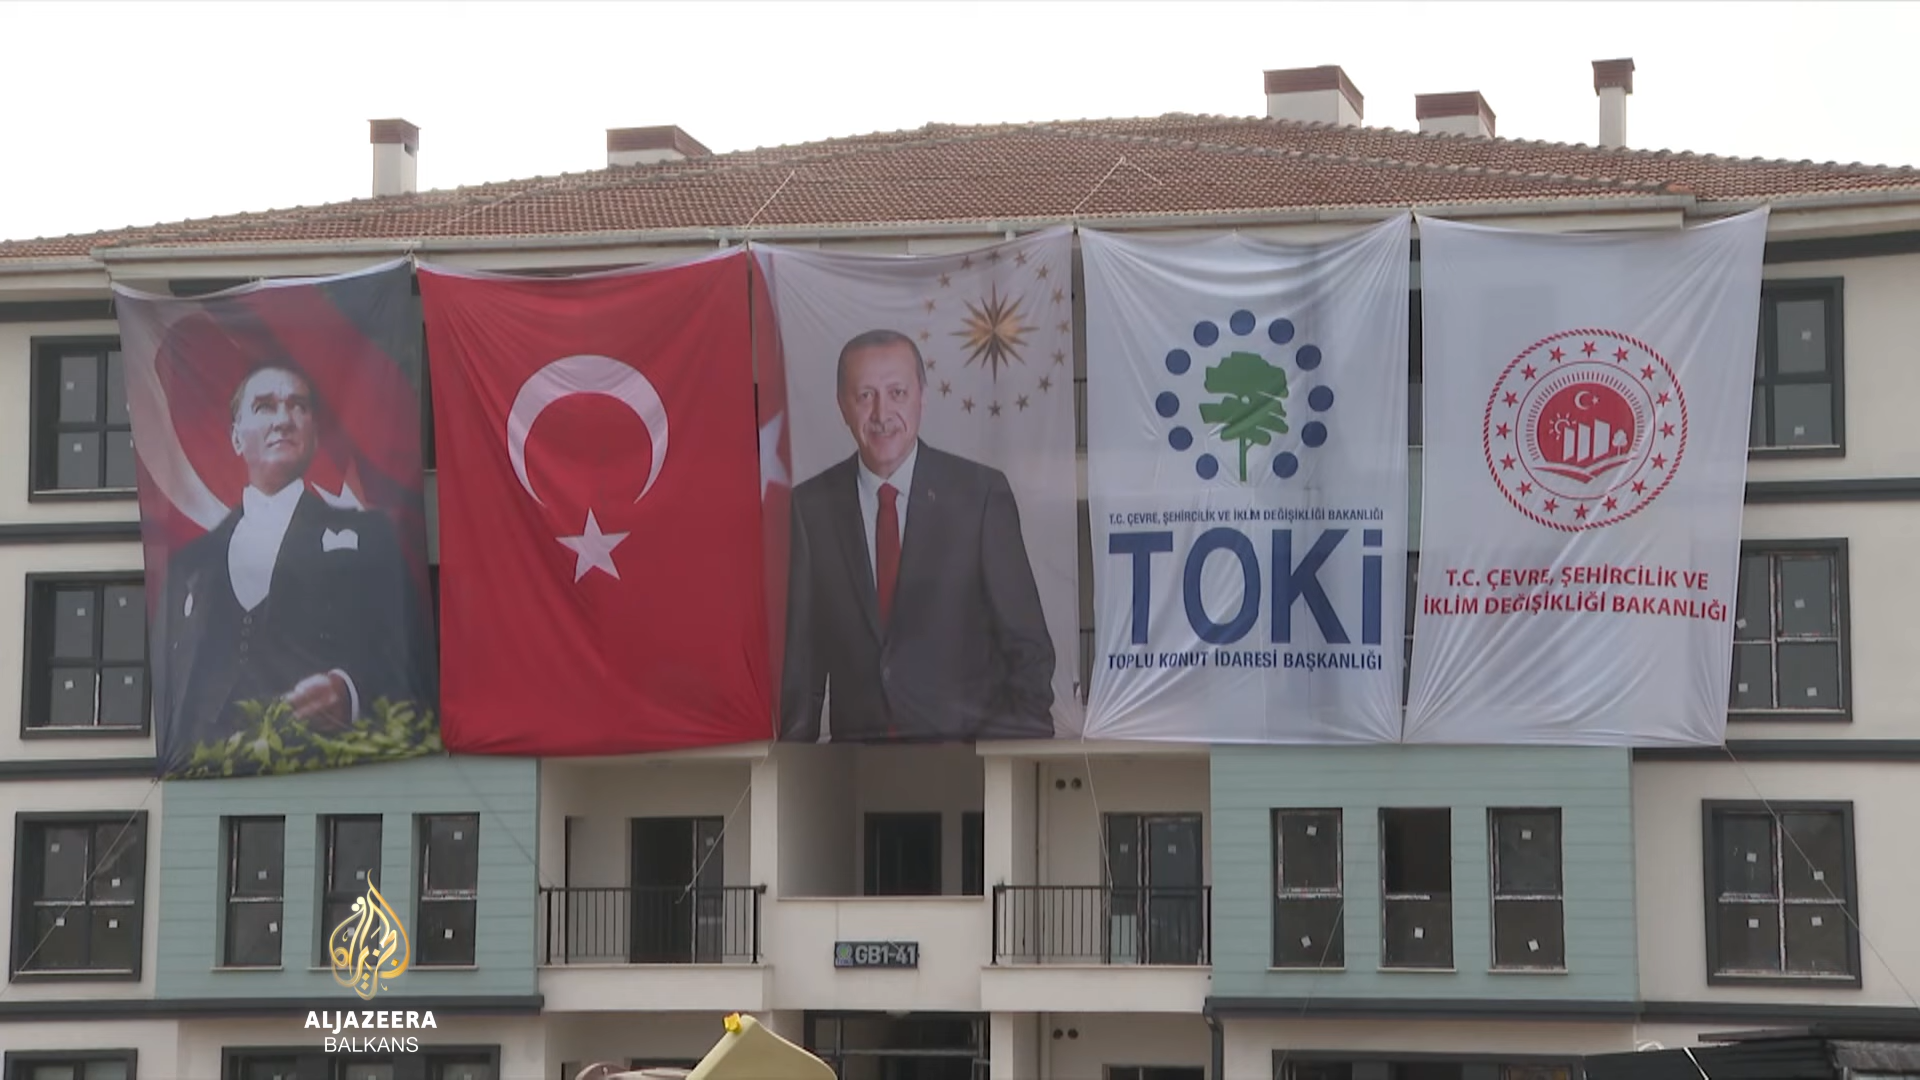 T.C. ÇEVRE, ŞEHİRCİLİK VE İKLİM DEĞİŞİKLİĞİ BAKANLIĞI
TOKİ
TOPLU KONUT İDARESİ BAŞKANLIĞI
T.C. ÇEVRE, ŞEHİRCİLİK VE
İKLİM DEĞİŞİKLİĞİ BAKANLIĞI
GB1-41
ALJAZEERA
BALKANS